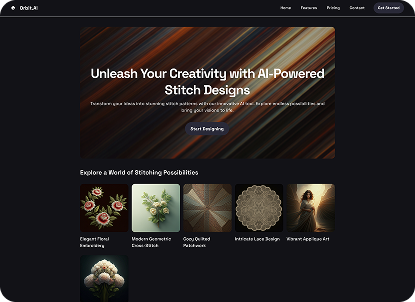 Orbit.AI
Home Features Pricing Contact Get Started
Unleash Your Creativity with AI-Powered
Stitch Designs
Transform your ideas into stunning stitch patterns with our innovative AI tool. Explore endless possibilities and
bring your visions to life.
Start Designing
Explore a World of Stitching Possibilities
Elegant Floral
Embroidery
Modern Geometric
Cross-Stitch
Cozy Quilted
Patchwork
Intricate Lace Design
Vibrant Applique Art